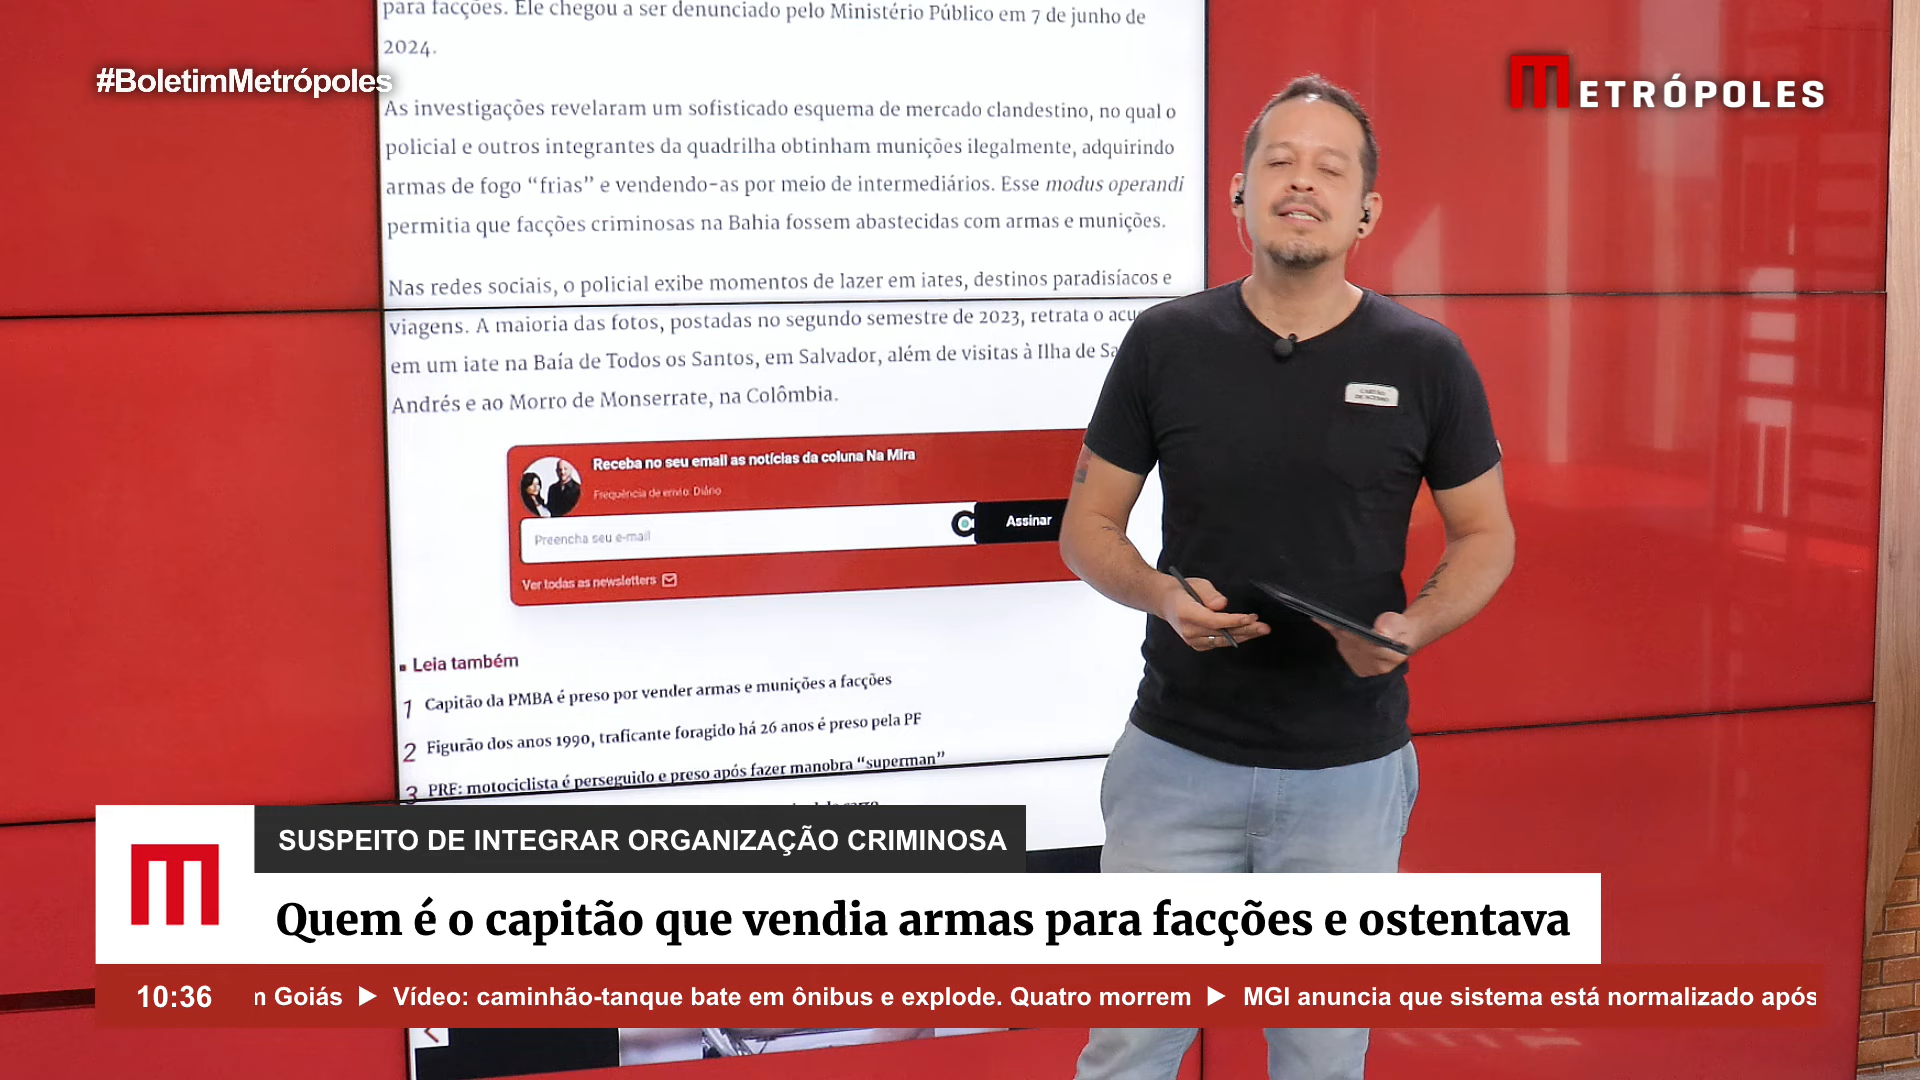 para facções. Ele chegou a ser denunciado pelo Ministério Público em 7 de junho de
2024.
#BoletimMetrópoles
METRÓPOLES
As investigações revelaram um sofisticado esquema de mercado clandestino, no qual o
policial e outros integrantes da quadrilha obtinham munições ilegalmente, adquirindo
armas de fogo “frias” e vendendo-as por meio de intermediários. Esse modus operandi
permitia que facções criminosas na Bahia fossem abastecidas com armas e munições.
Nas redes sociais, o policial exibe momentos de lazer em iates, destinos paradisíacos e
viagens. A maioria das fotos, postadas no segundo semestre de 2023, retrata o acu
em um iate na Baía de Todos os Santos, em Salvador, além de visitas à Ilha de Sa
Andrés e ao Morro de Monserrate, na Colômbia.
Receba no seu email as notícias da coluna Na Mira
Frequência de envio: Diário
Preencha seu e-mail
Assinar
Ver todas as newsletters
Leia também
1 Capitão da PMBA é preso por vender armas e munições a facções
2 Figurão dos anos 1990, traficante foragido há 26 anos é preso pela PF
3 PRF: motociclista é perseguido e preso após fazer manobra “superman”
SUSPEITO DE INTEGRAR ORGANIZAÇÃO CRIMINOSA
M
Quem é o capitão que vendia armas para facções e ostentava
10:36 m Goiás ▶ Vídeo: caminhão-tanque bate em ônibus e explode. Quatro morrem ▶ MGI anuncia que sistema está normalizado após